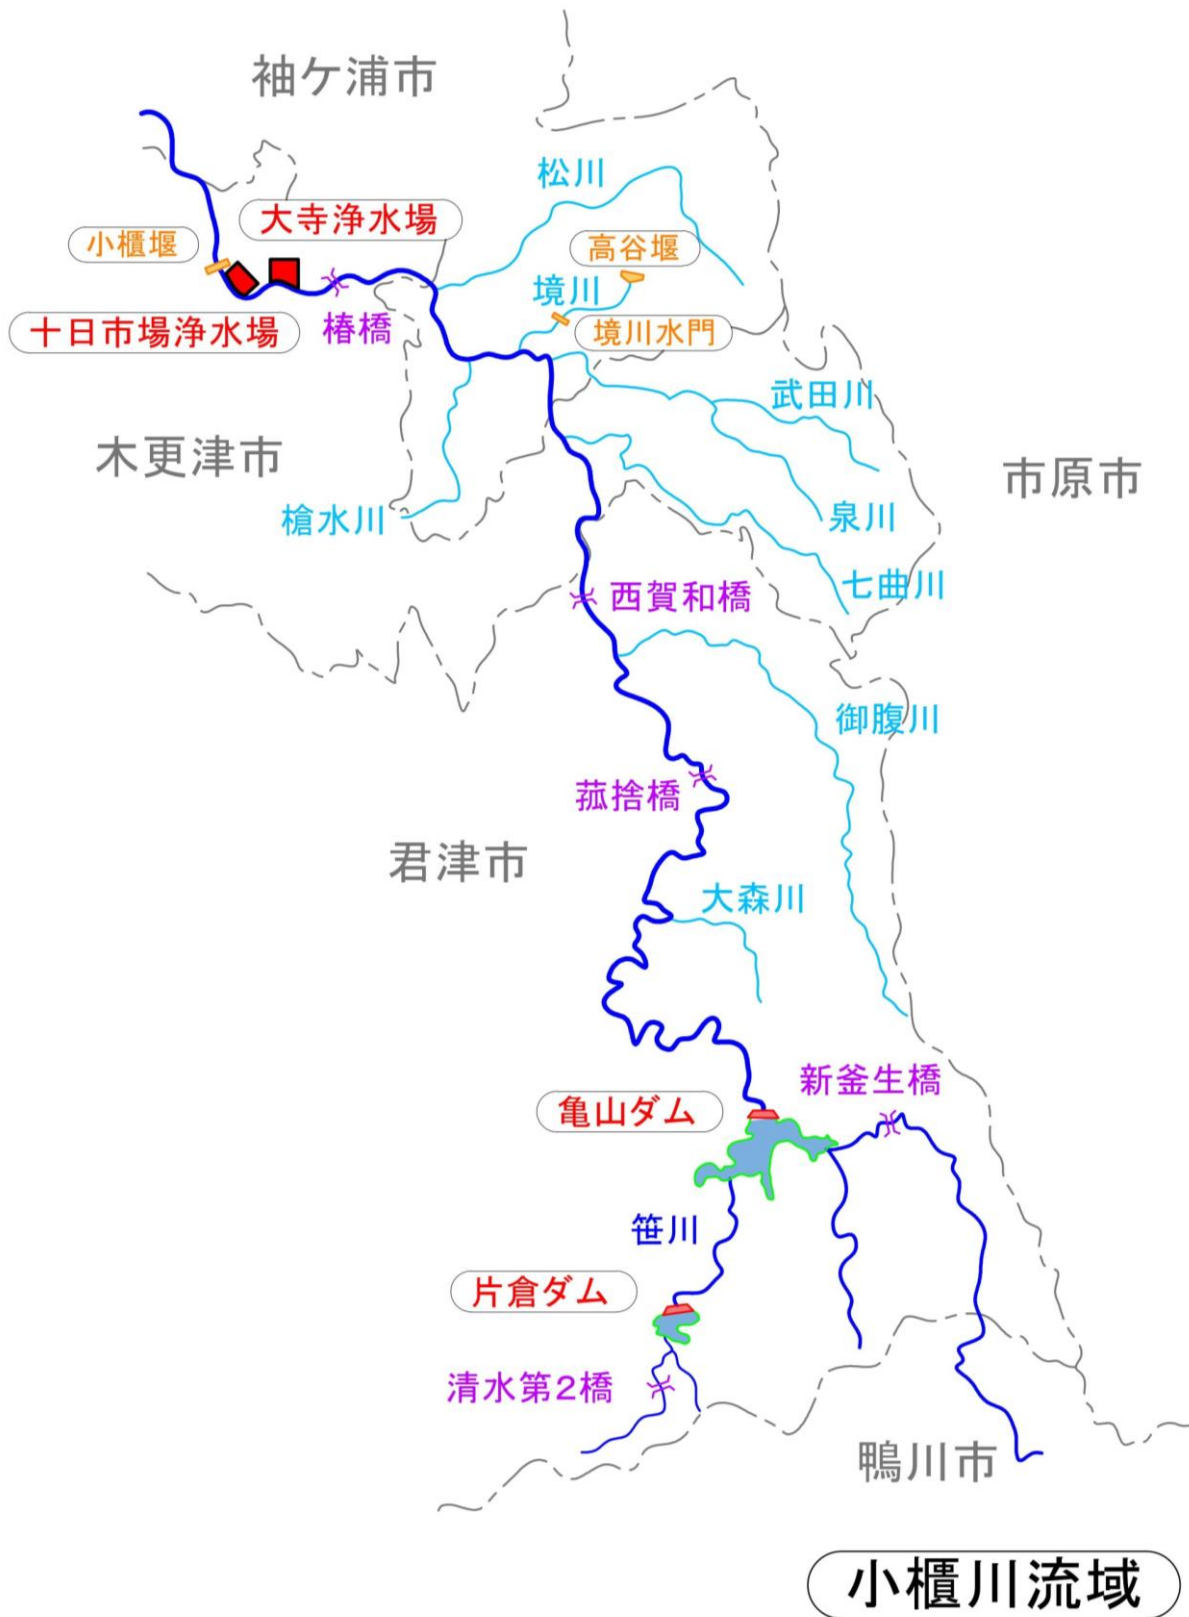 袖ケ浦市
松川
大寺浄水場
小櫃堰
高谷堰
境川
十日市場浄水場
椿橋
境川水門
武田川
木更津市
市原市
槍水川
泉川
七曲川
西賀和橋
御腹川
菰捨橋
君津市
大森川
新釜生橋
亀山ダム
笹川
片倉ダム
清水第2橋
鴨川市
小櫃川流域